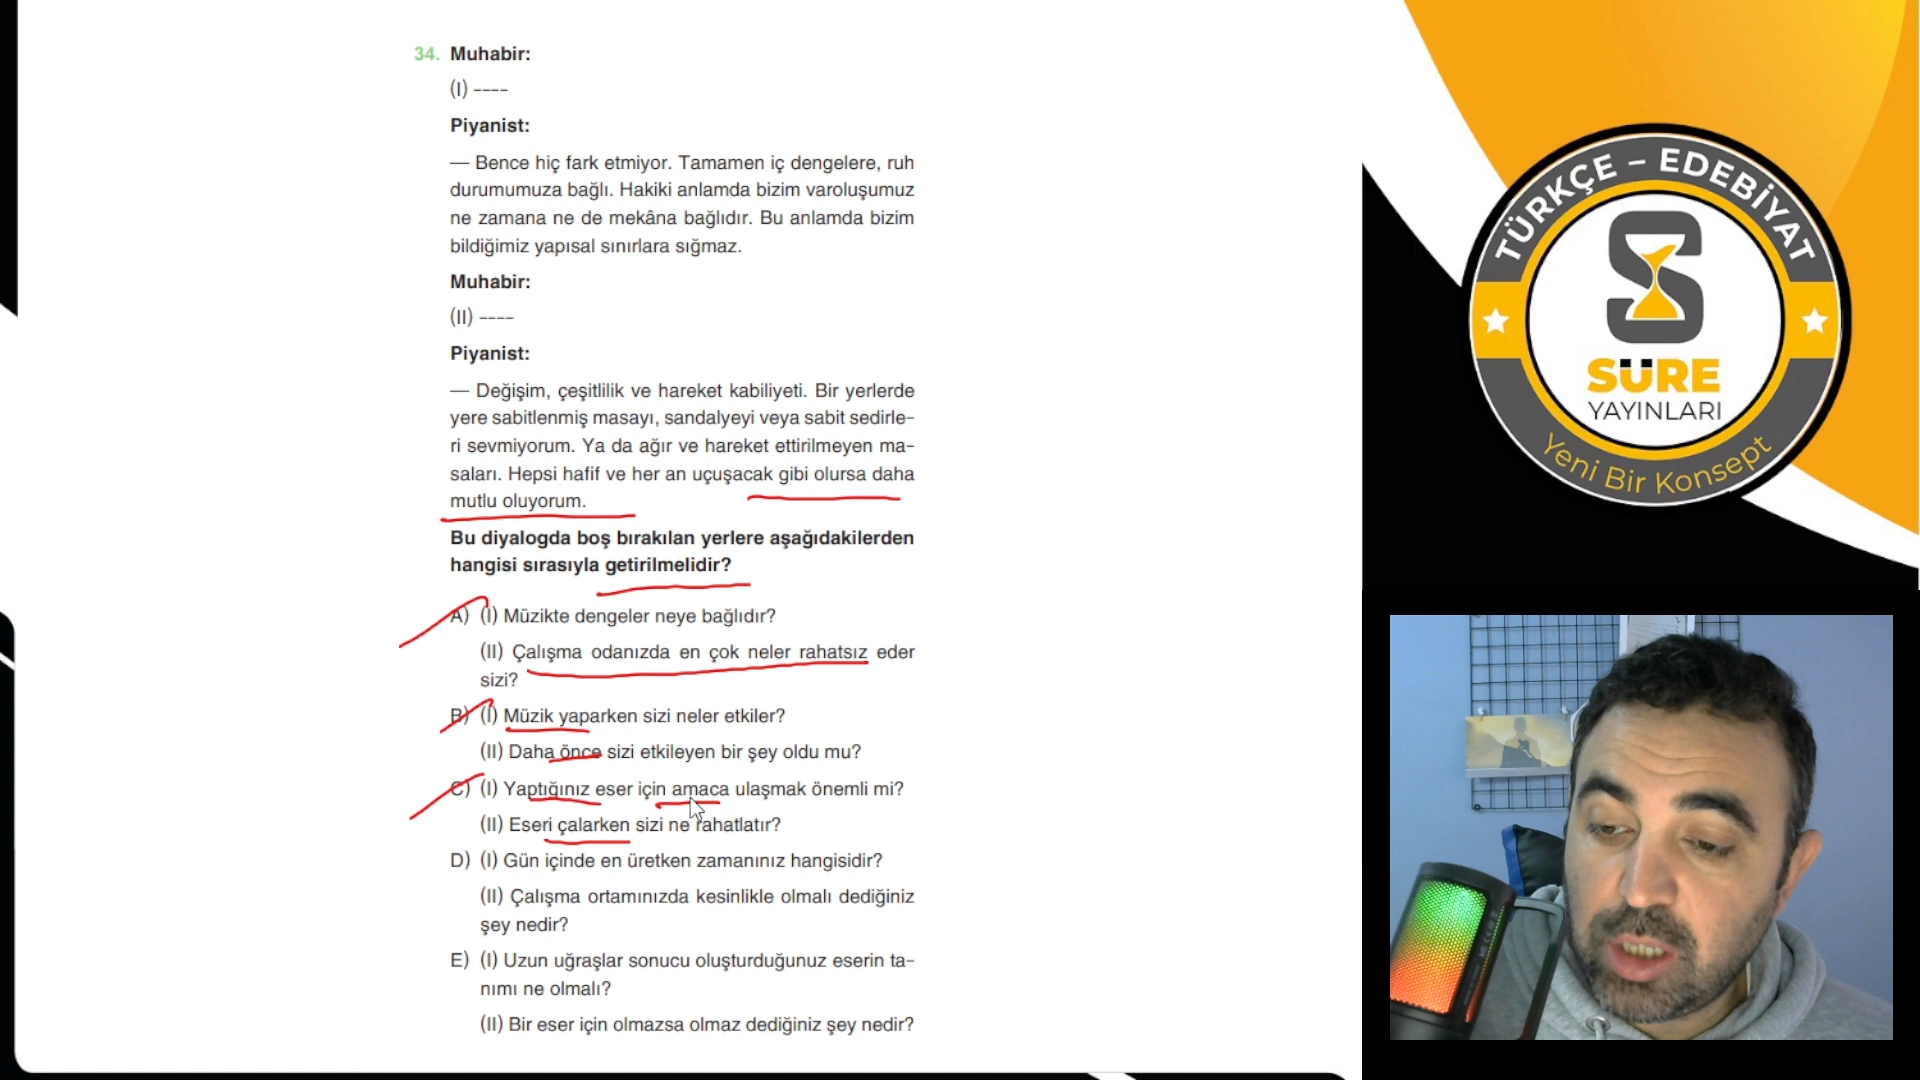 34. Muhabir:
(I) ----
Piyanist:
— Bence hiç fark etmiyor. Tamamen iç dengelere, ruh
durumumuza bağlı. Hakiki anlamda bizim varoluşumuz
ne zamana ne de mekâna bağlıdır. Bu anlamda bizim
bildiğimiz yapısal sınırlara sığmaz.
Muhabir:
(II) ----
Piyanist:
— Değişim, çeşitlilik ve hareket kabiliyeti. Bir yerlerde
yere sabitlenmiş masayı, sandalyeyi veya sabit sedirle-
ri sevmiyorum. Ya da ağır ve hareket ettirilmeyen ma-
saları. Hepsi hafif ve her an uçuşacak gibi olursa daha
mutlu oluyorum.
Bu diyalogda boş bırakılan yerlere aşağıdakilerden
hangisi sırasıyla getirilmelidir?
A) (I) Müzikte dengeler neye bağlıdır?
(II) Çalışma odanızda en çok neler rahatsız eder
sizi?
B) (I) Müzik yaparken sizi neler etkiler?
(II) Daha önce sizi etkileyen bir şey oldu mu?
C) (I) Yaptığınız eser için amaca ulaşmak önemli mi?
(II) Eseri çalarken sizi ne rahatlatır?
D) (I) Gün içinde en üretken zamanınız hangisidir?
(II) Çalışma ortamınızda kesinlikle olmalı dediğiniz
şey nedir?
E) (I) Uzun uğraşlar sonucu oluşturduğunuz eserin ta-
nımı ne olmalı?
(II) Bir eser için olmazsa olmaz dediğiniz şey nedir?
TÜRKÇE – EDEBİYAT
SÜRE
YAYINLARI
Yeni Bir Konsept